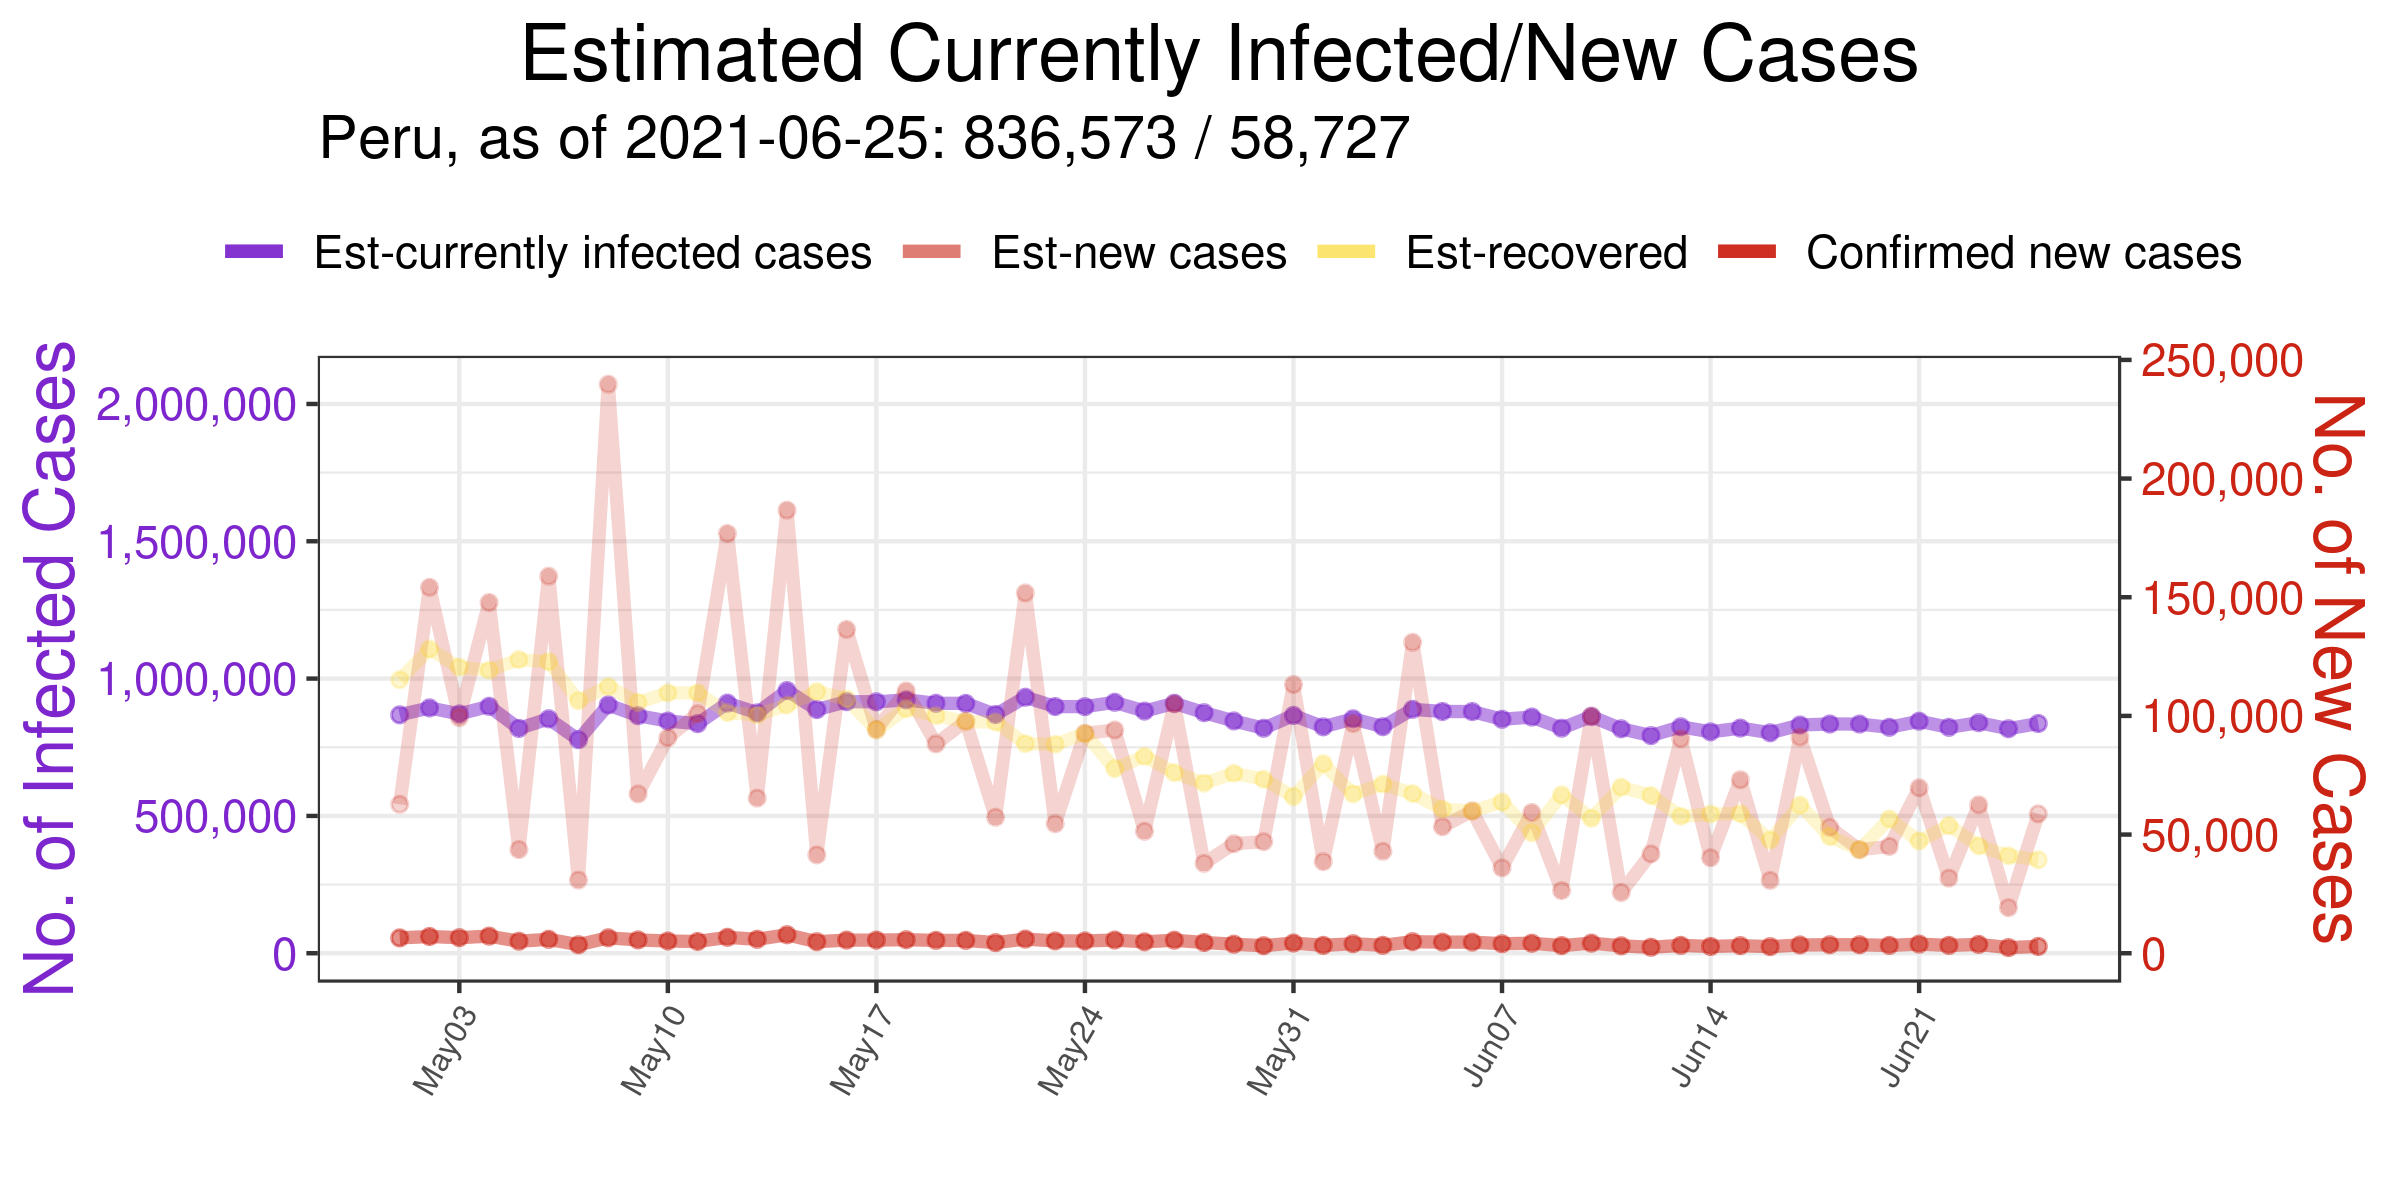 Estimated Currently Infected/New Cases
Peru, as of 2021-06-25: 836,573 / 58,727
Est-currently infected cases Est-new cases Est-recovered Confirmed new cases
No. of Infected Cases
2,000,000
1,500,000
1,000,000
500,000
0
250,000
200,000
150,000
100,000
50,000
0
No. of New Cases
May03 May10 May17 May24 May31 Jun07 Jun14 Jun21